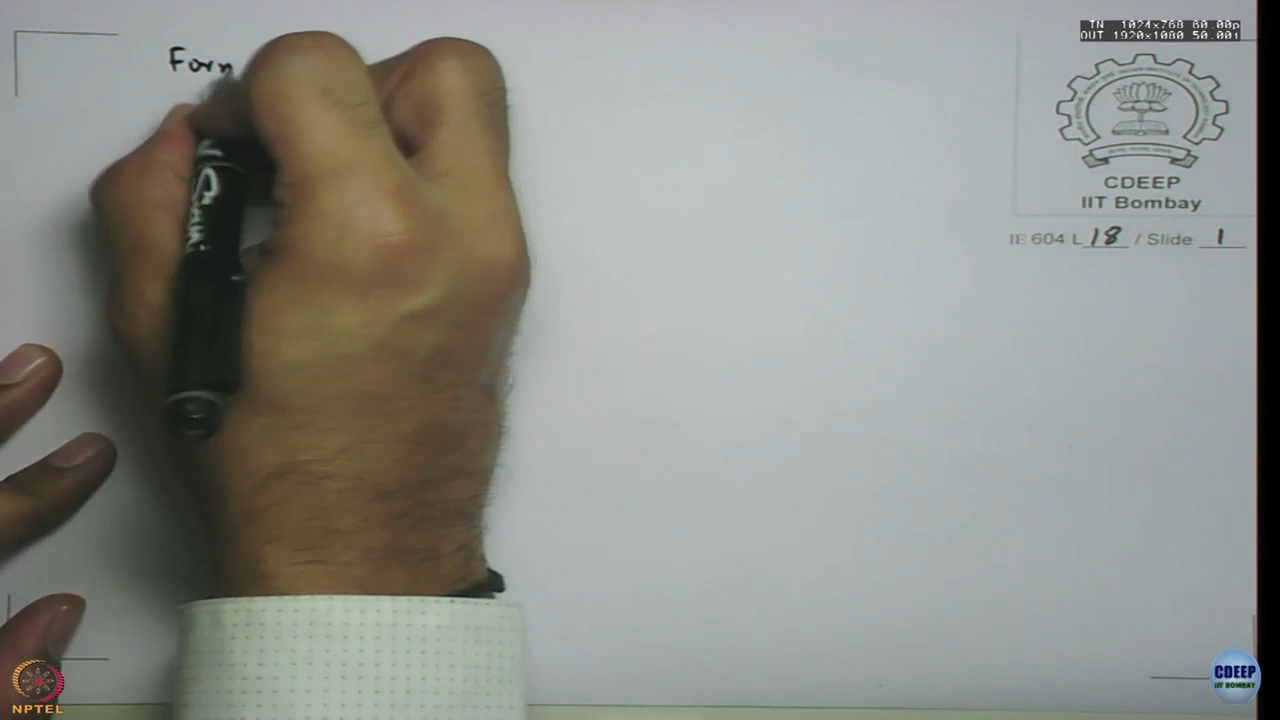 IN 1024x768 60.00p
OUT 1920x1080 50.00i
CDEEP
IIT Bombay
IE 604 L 18 / Slide 1
NPTEL
CDEEP
IIT BOMBAY